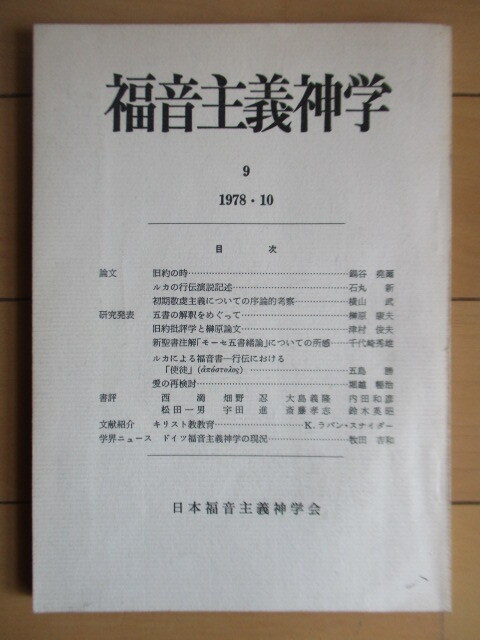 福音主義神学
9
1978・10
目 次
論文 旧約の時……鍋谷 堯爾
ルカの行伝演説記述……石丸 新
初期敬虔主義についての序論的考察……横山 武
研究発表 五書の解釈をめぐって……榊原 康夫
旧約批評学と榊原論文……津村 俊夫
新聖書注解「モーセ五書緒論」についての所感……千代崎秀雄
ルカによる福音書―行伝における
「使徒」(ἀπόστολος)……五島 勝
霊の再検討……堀越 暢治
書評 西 満 畑野 忍 大島義隆 内田和彦
松田一男 宇田 進 斎藤孝志 鈴木英昭
文献紹介 キリスト教教育……K.ラバン・スナイダー
学界ニュース ドイツ福音主義神学の現況……牧田 吉和
日本福音主義神学会